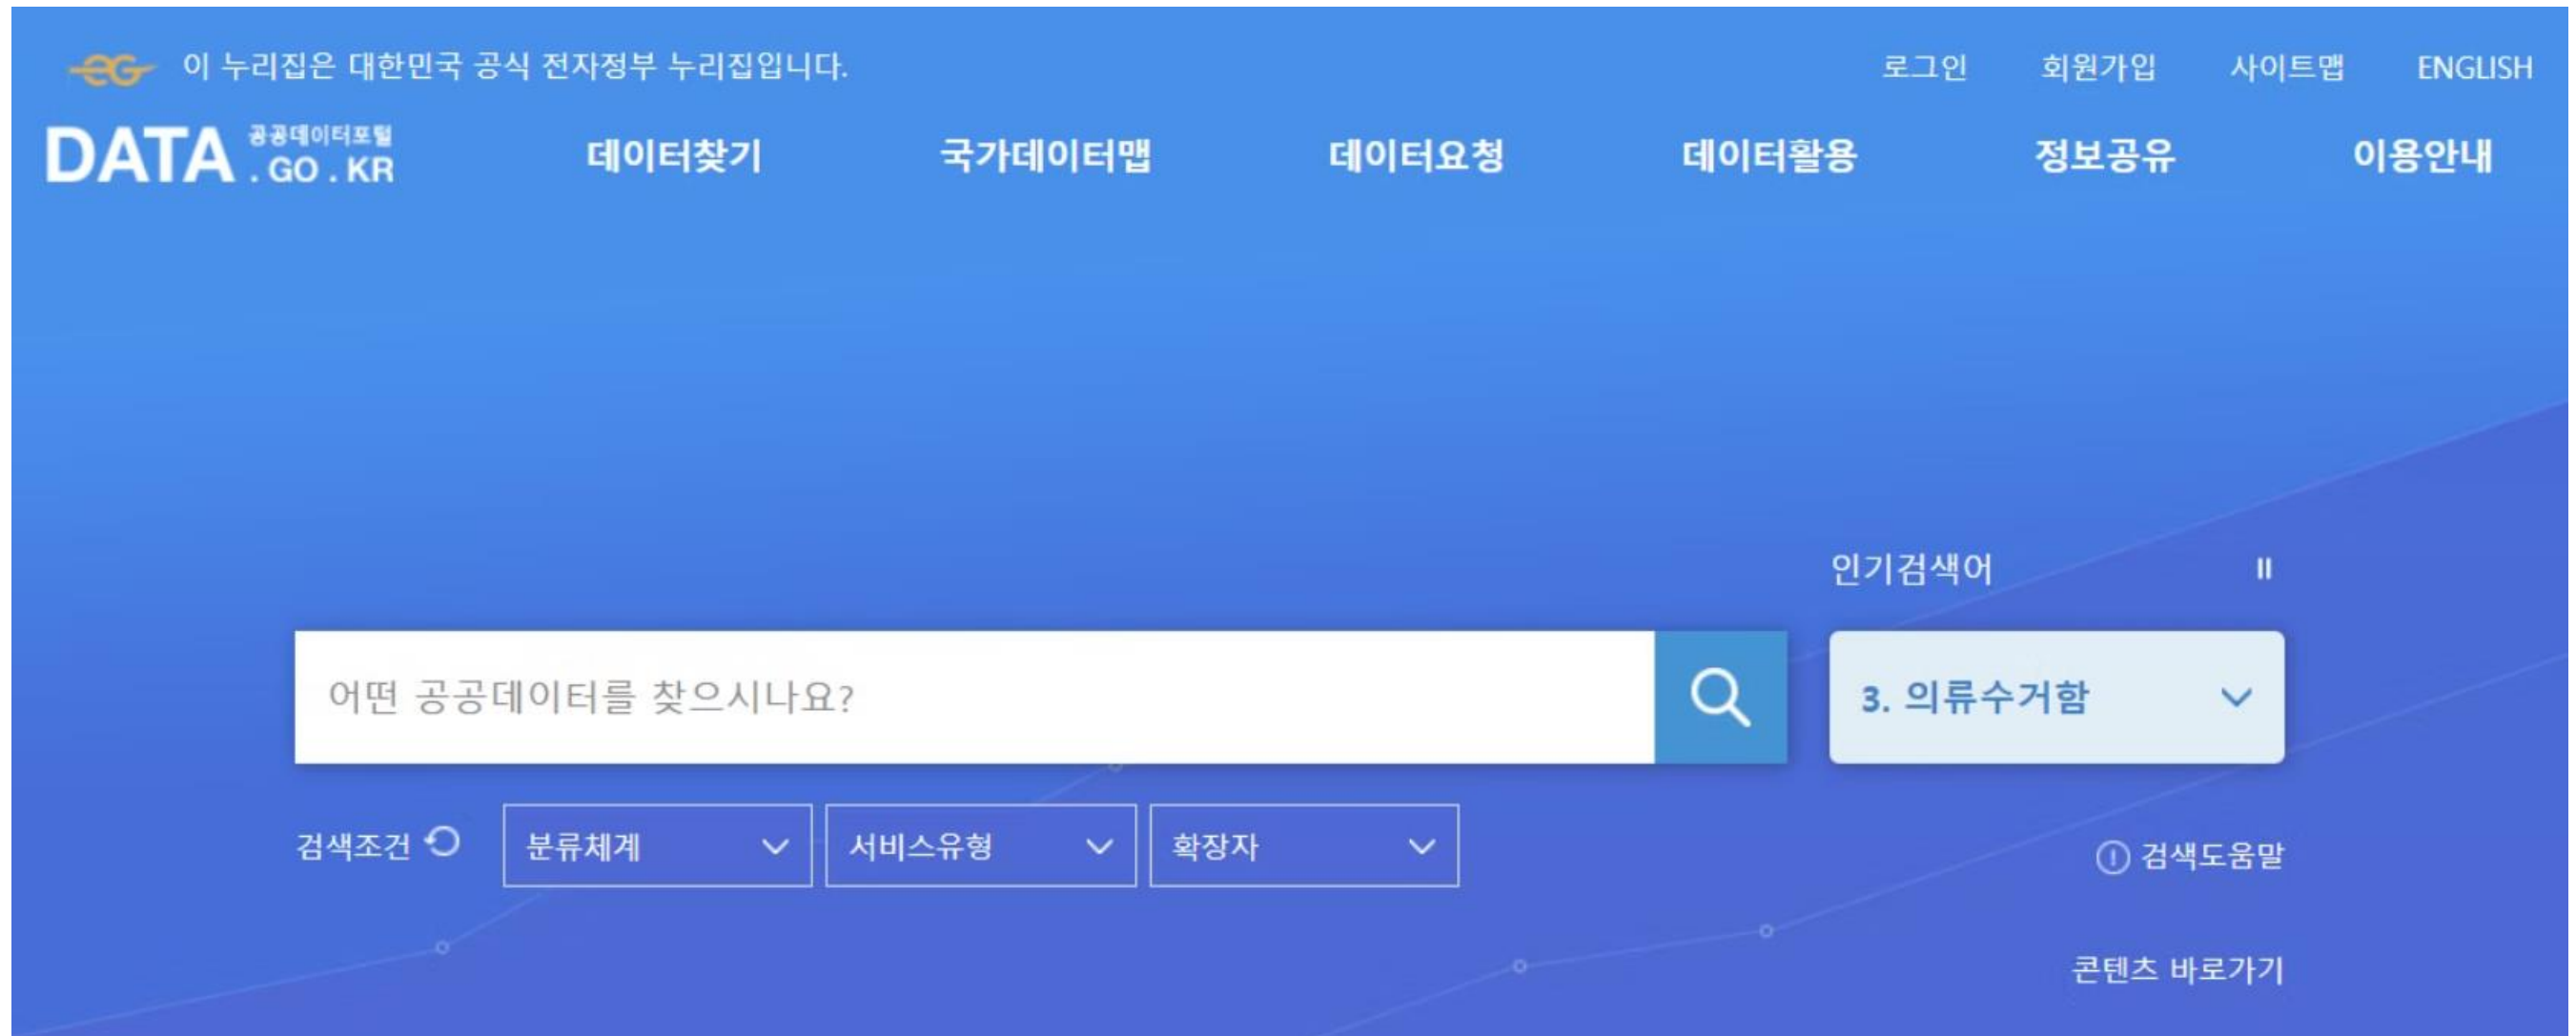 이 누리집은 대한민국 공식 전자정부 누리집입니다.
로그인 회원가입 사이트맵 ENGLISH
DATA 공공데이터포털
.GO.KR
데이터찾기 국가데이터맵 데이터요청 데이터활용 정보공유 이용안내
인기검색어
어떤 공공데이터를 찾으시나요?
3. 의류수거함
검색조건 분류체계 서비스유형 확장자
검색도움말
콘텐츠 바로가기